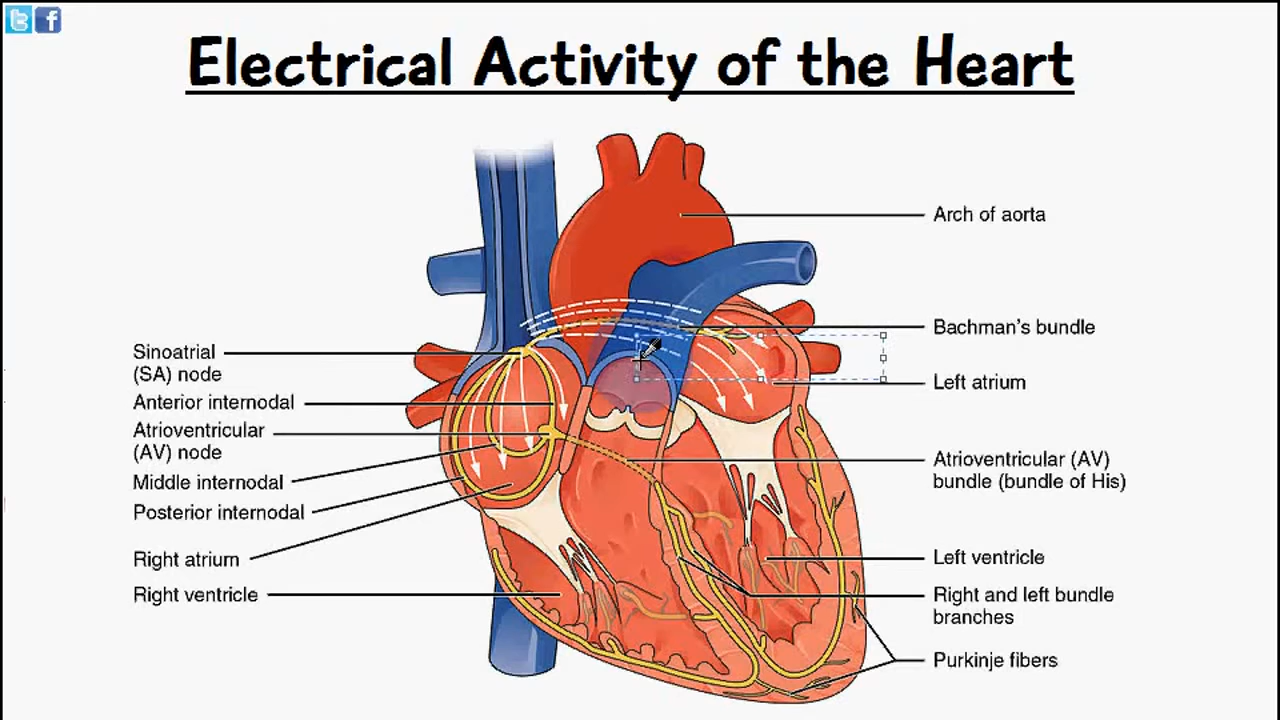 Electrical Activity of the Heart
Arch of aorta
Bachman's bundle
Left atrium
Atrioventricular (AV)
bundle (bundle of His)
Left ventricle
Right and left bundle
branches
Purkinje fibers
Sinoatrial
(SA) node
Anterior internodal
Atrioventricular
(AV) node
Middle internodal
Posterior internodal
Right atrium
Right ventricle